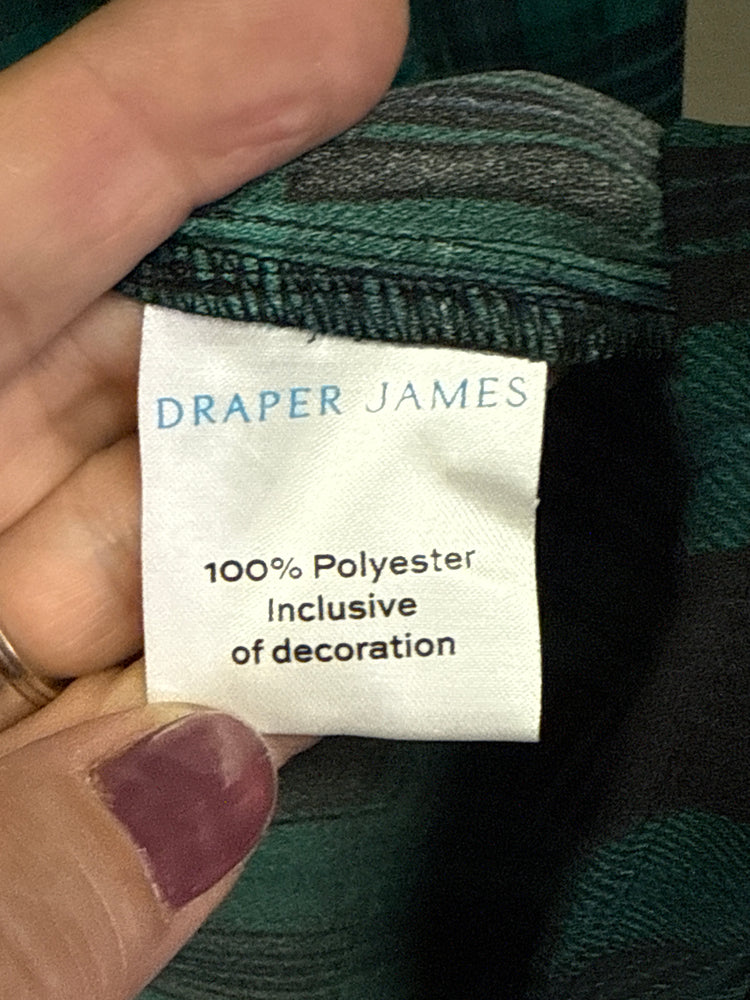 DRAPER JAMES
100% Polyester
Inclusive
of decoration